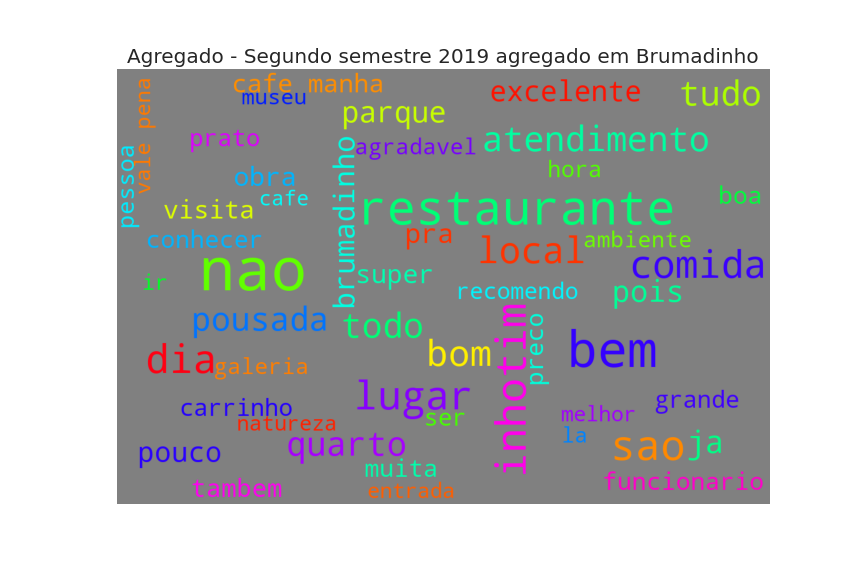 Agregado - Segundo semestre 2019 agregado em Brumadinho
cafe manha
museu
vale pena
pessoa
prato
parque
excelente
tudo
agradavel
atendimento
hora
obra
cafe
visita
brumadinho
restaurante
boa
conhecer
pra
local
ambiente
nao
ir
super
recomendo
comida
pois
pousada
todo
dia
galeria
bom
inhotim
preco
bem
lugar
carrinho
natureza
ser
melhor
grande
la
pouco
quarto
sao
ja
muita
tambem
entrada
funcionario